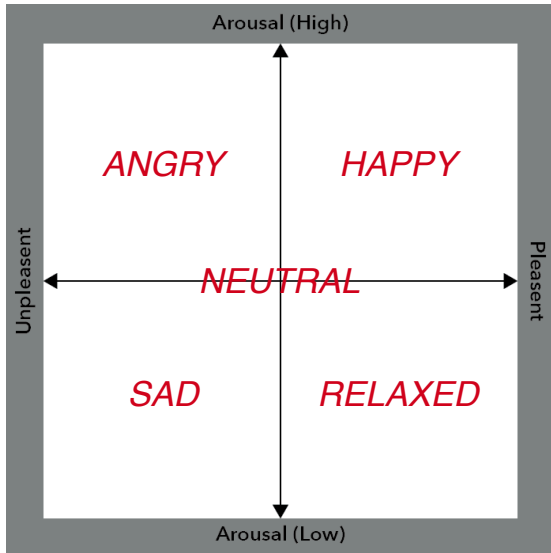 Arousal (High)
ANGRY
HAPPY
Unpleasent
NEUTRAL
Pleasent
SAD
RELAXED
Arousal (Low)